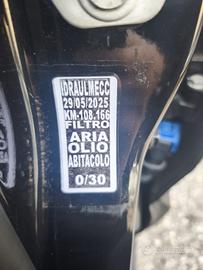 IDRAULMECC
29/05/2025
KM-108.166
FILTRO
ARIA
OLIO
ABITACOLO
0/30